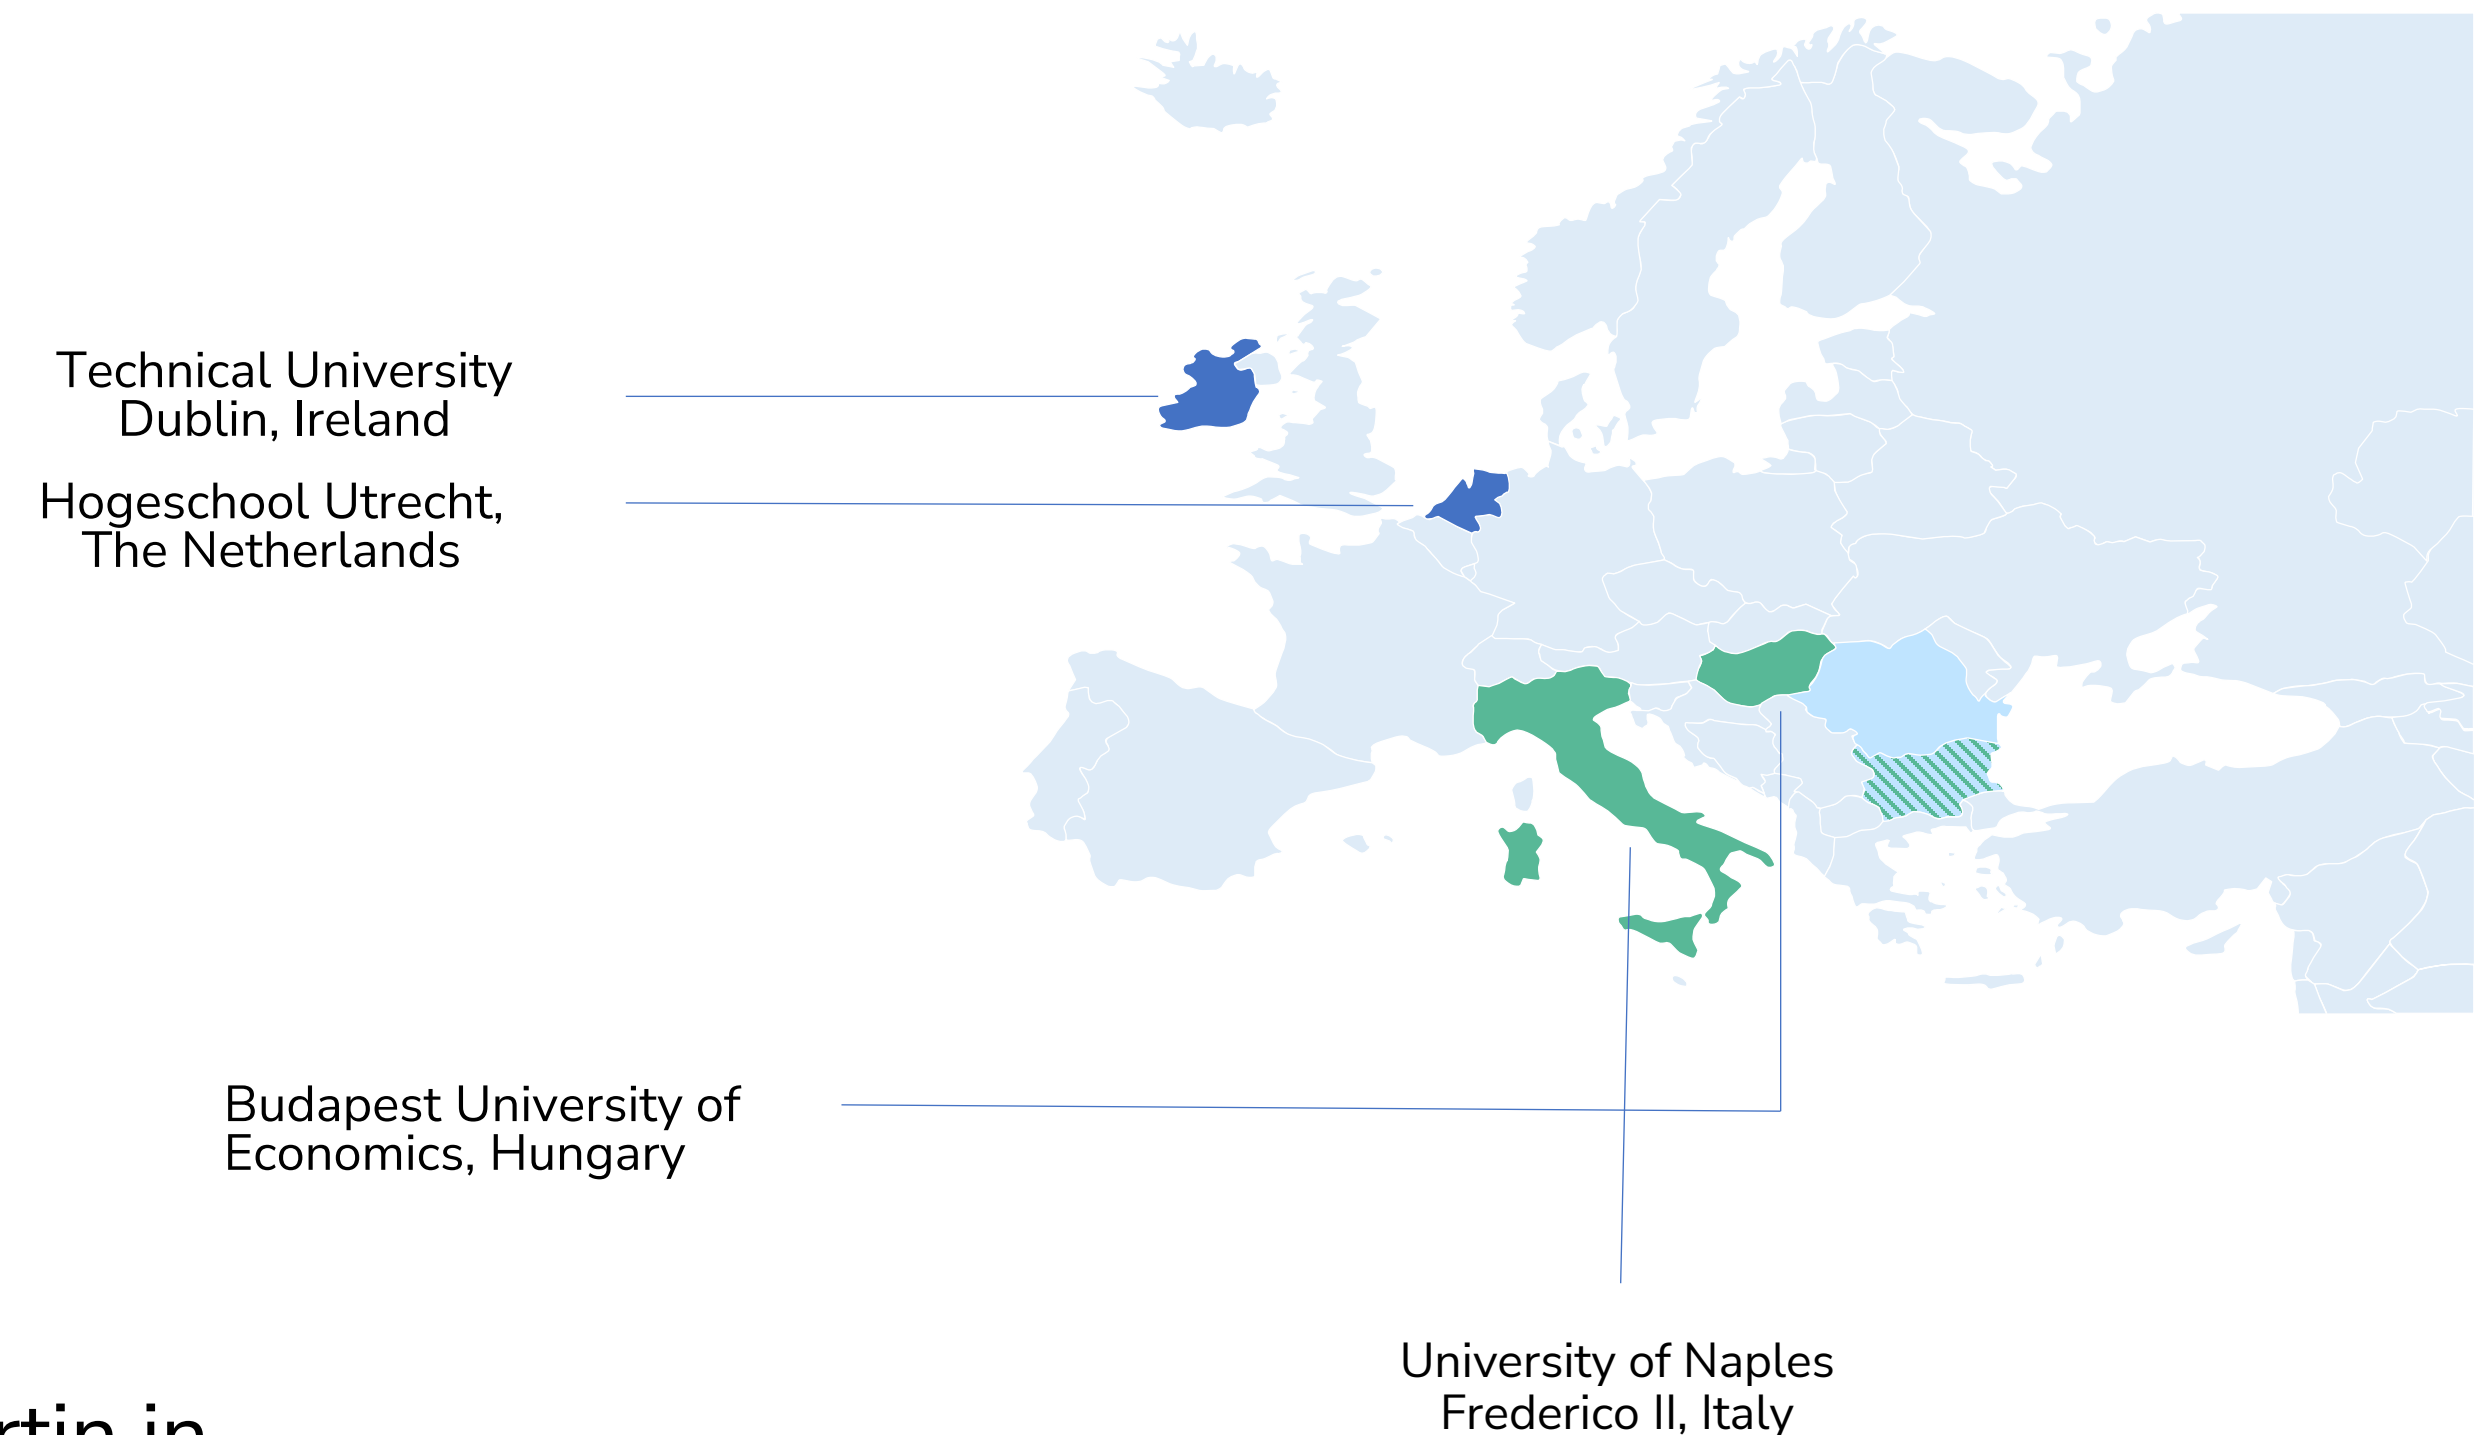 Technical University
Dublin, Ireland
Hogeschool Utrecht,
The Netherlands
Budapest University of
Economics, Hungary
University of Naples
Frederico II, Italy
in